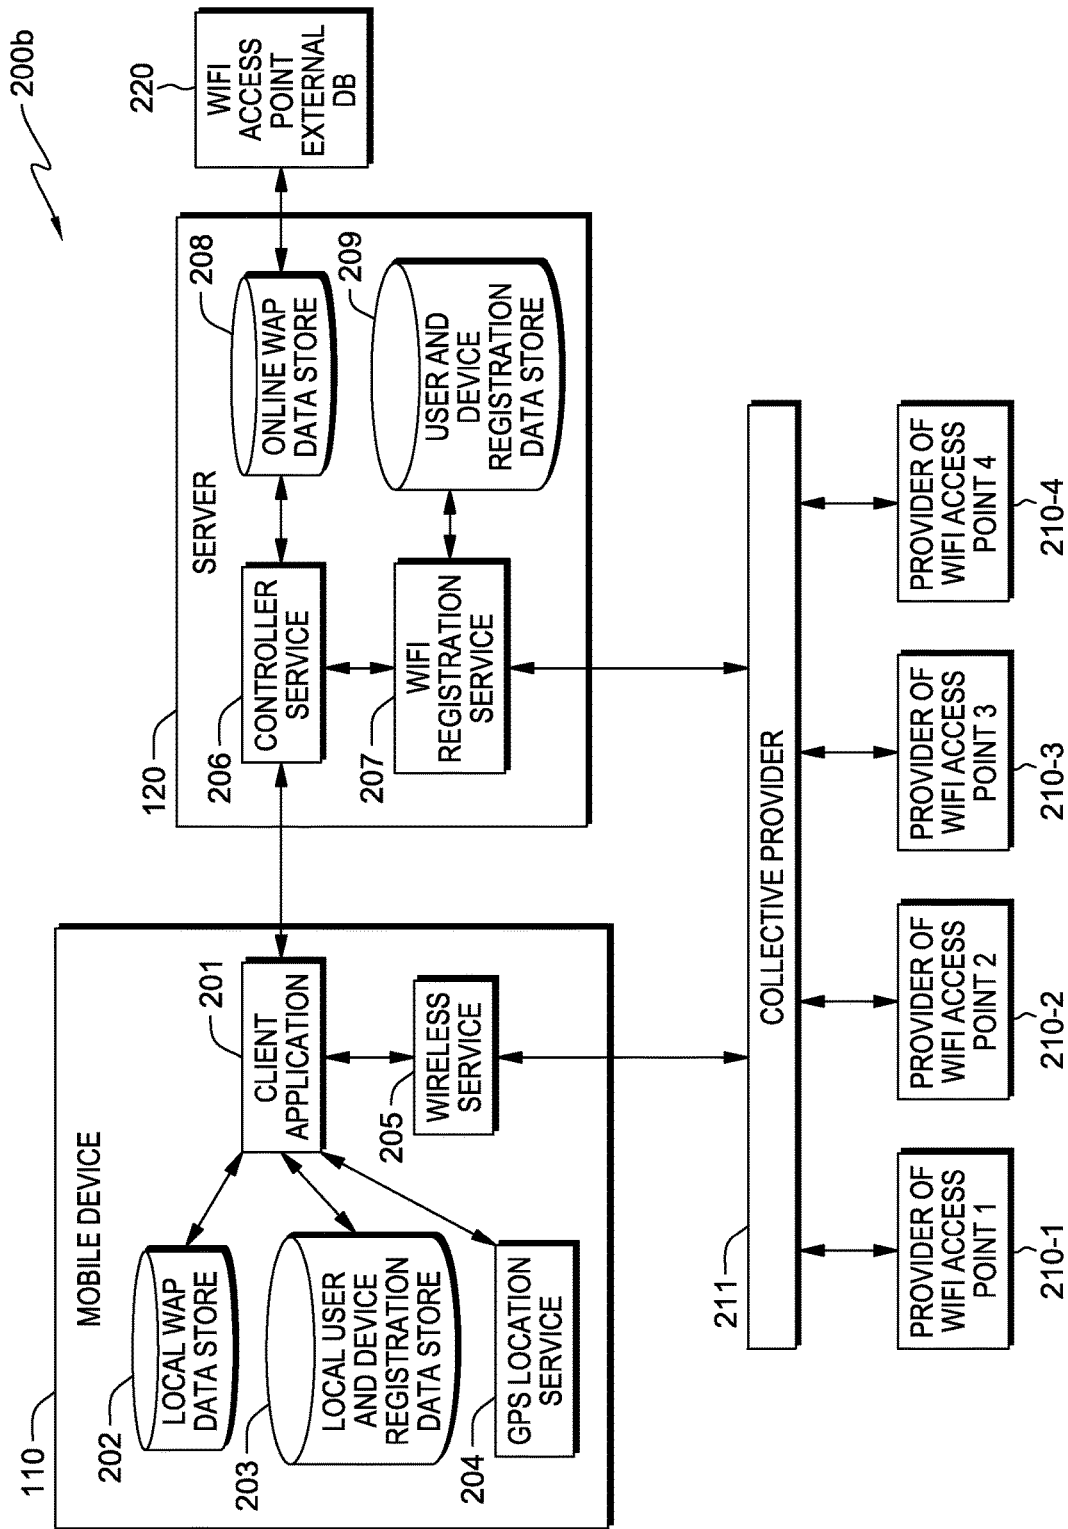 200b
110
MOBILE DEVICE
202
LOCAL WAP
DATA STORE
203
LOCAL USER
AND DEVICE
REGISTRATION
DATA STORE
204
GPS LOCATION
SERVICE
201
CLIENT
APPLICATION
205
WIRELESS
SERVICE
120
SERVER
206
CONTROLLER
SERVICE
207
WIFI
REGISTRATION
SERVICE
208
ONLINE WAP
DATA STORE
209
USER AND
DEVICE
REGISTRATION
DATA STORE
220
WIFI
ACCESS
POINT
EXTERNAL
DB
211
COLLECTIVE PROVIDER
PROVIDER OF
WIFI ACCESS
POINT 1
210-1
PROVIDER OF
WIFI ACCESS
POINT 2
210-2
PROVIDER OF
WIFI ACCESS
POINT 3
210-3
PROVIDER OF
WIFI ACCESS
POINT 4
210-4